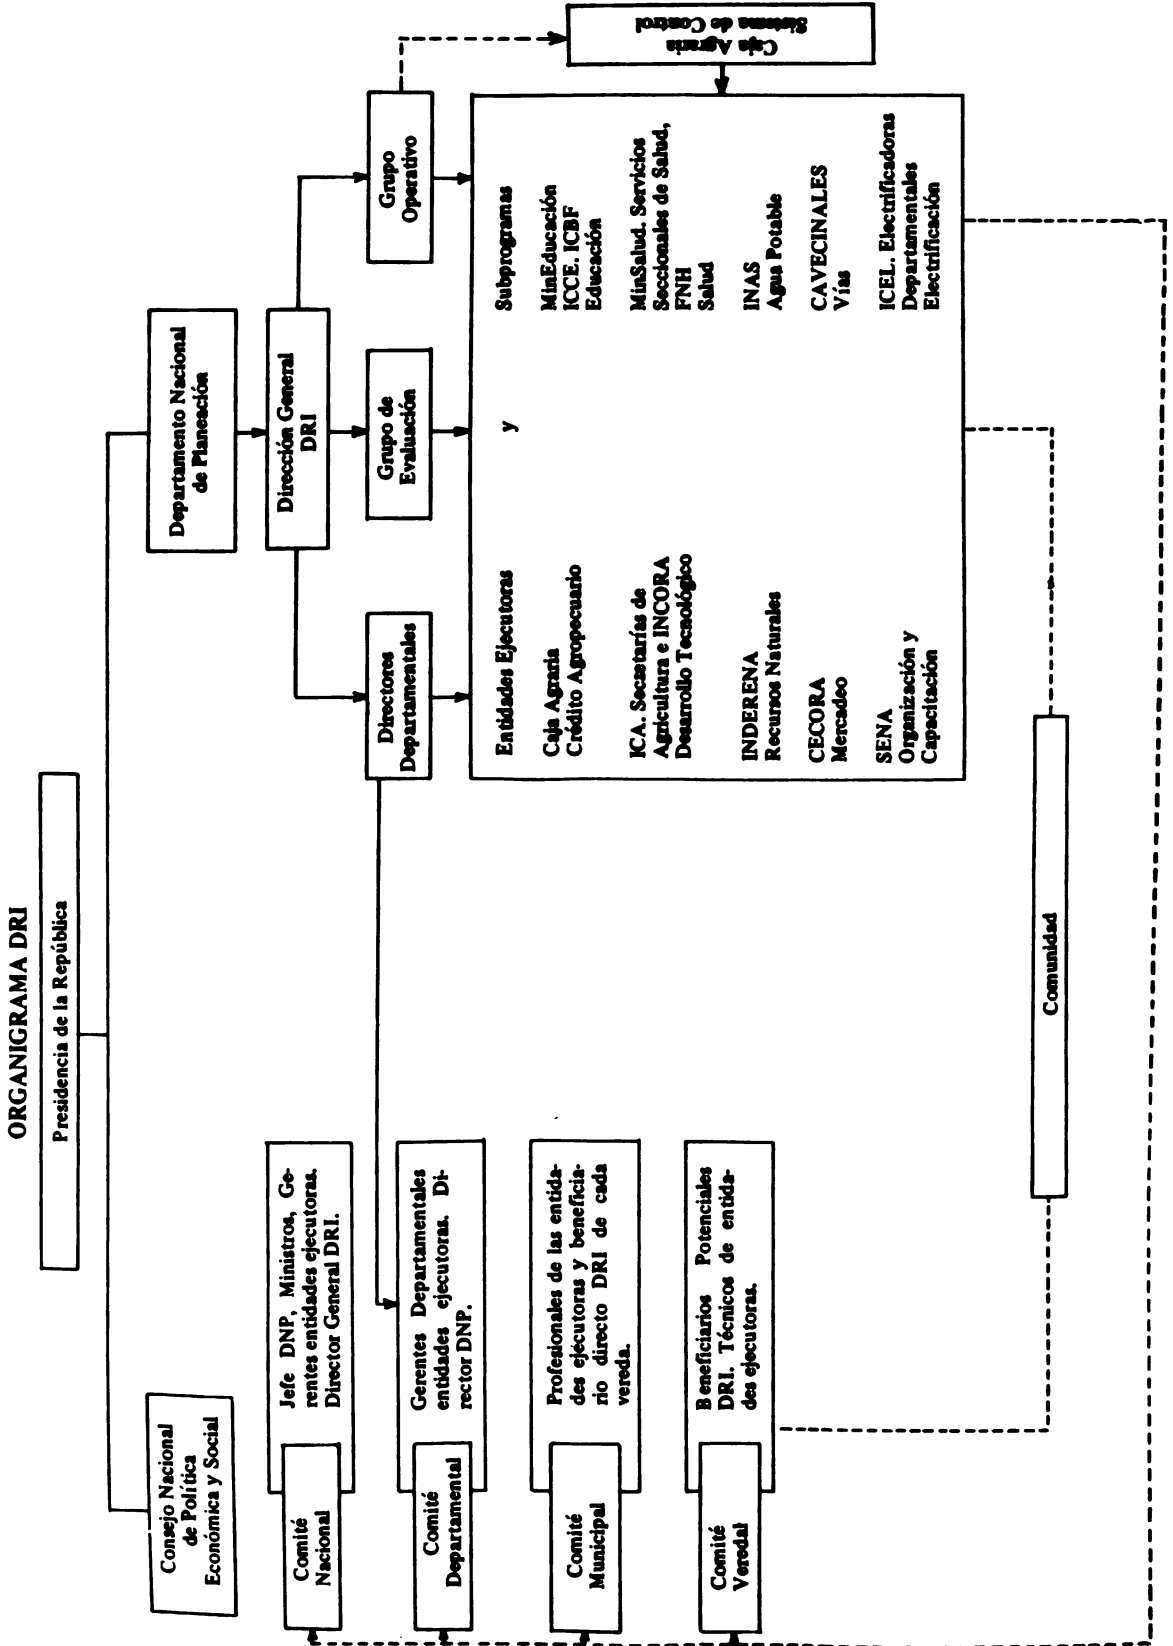 ORGANIGRAMA DRI
Presidencia de la República
Consejo Nacional
de Política
Económica y Social
Departamento Nacional
de Planeación
Dirección General
DRI
Directores
Departamentales
Grupo de
Evaluación
Grupo
Operativo
Caja Agraria
Sistema de Control
Comité
Nacional
Jefe DNP, Ministros, Ge-
rentes entidades ejecutoras.
Director General DRI.
Comité
Departamental
Gerentes Departamentales
entidades ejecutoras. Di-
rector DNP.
Comité
Municipal
Profesionales de las entida-
des ejecutoras y beneficia-
rio directo DRI de cada
vereda.
Comité
Veredal
Beneficiarios Potenciales
DRI. Técnicos de entida-
des ejecutoras.
Entidades Ejecutoras y Subprogramas
Caja Agraria
Crédito Agropecuario
ICA. Secaetarías de
Agricultura e INCORA
Desarrollo Tecnológico
INDERENA
Recursos Naturales
CECORA
Mercadeo
SENA
Organización y
Capacitación
MinEducación
ICCE. ICBF
Educación
MinSalud. Servicios
Seccionales de Salud,
FNH
Salud
INAS
Agua Potable
CAVECINALES
Vías
ICEL. Electrificadoras
Departamentales
Electrificación
Comunidad